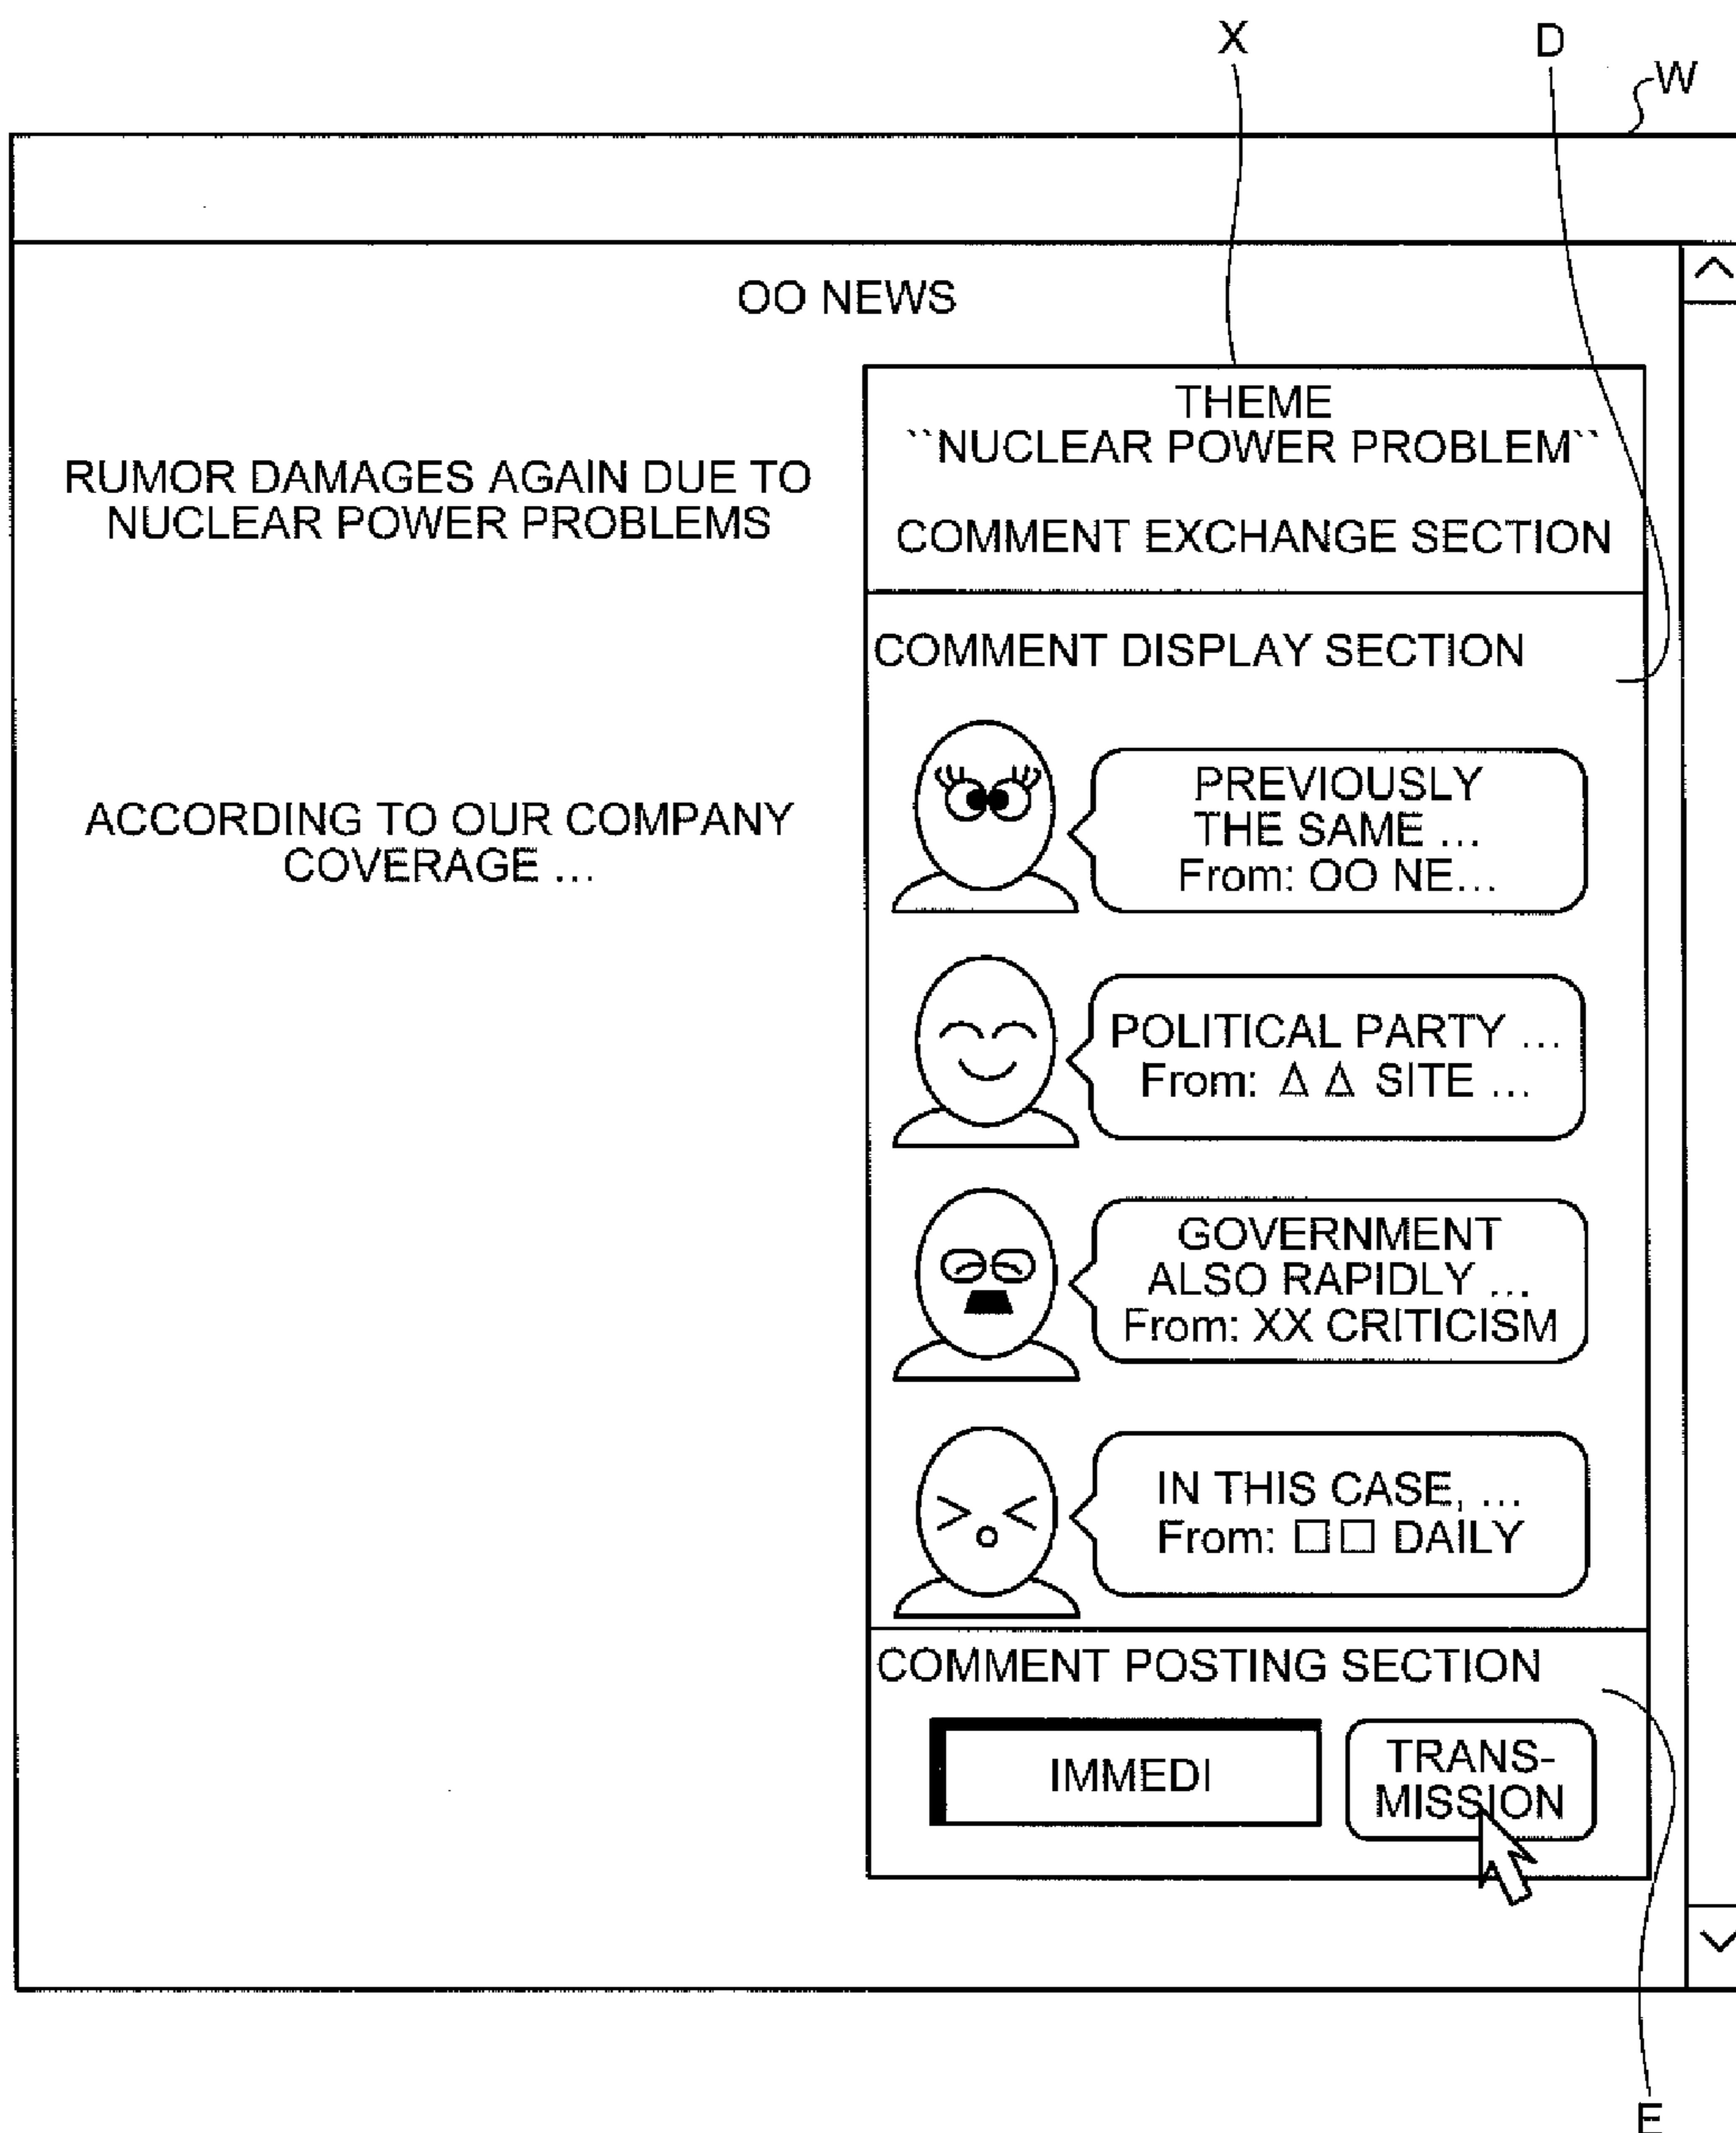 X
D
W
OO NEWS
RUMOR DAMAGES AGAIN DUE TO
NUCLEAR POWER PROBLEMS
ACCORDING TO OUR COMPANY
COVERAGE ...
THEME
``NUCLEAR POWER PROBLEM``
COMMENT EXCHANGE SECTION
COMMENT DISPLAY SECTION
PREVIOUSLY
THE SAME ...
From: OO NE...
POLITICAL PARTY ...
From: Δ Δ SITE ...
GOVERNMENT
ALSO RAPIDLY ...
From: XX CRITICISM
IN THIS CASE, ...
From: □□ DAILY
COMMENT POSTING SECTION
IMMEDI
TRANS-
MISSION
E